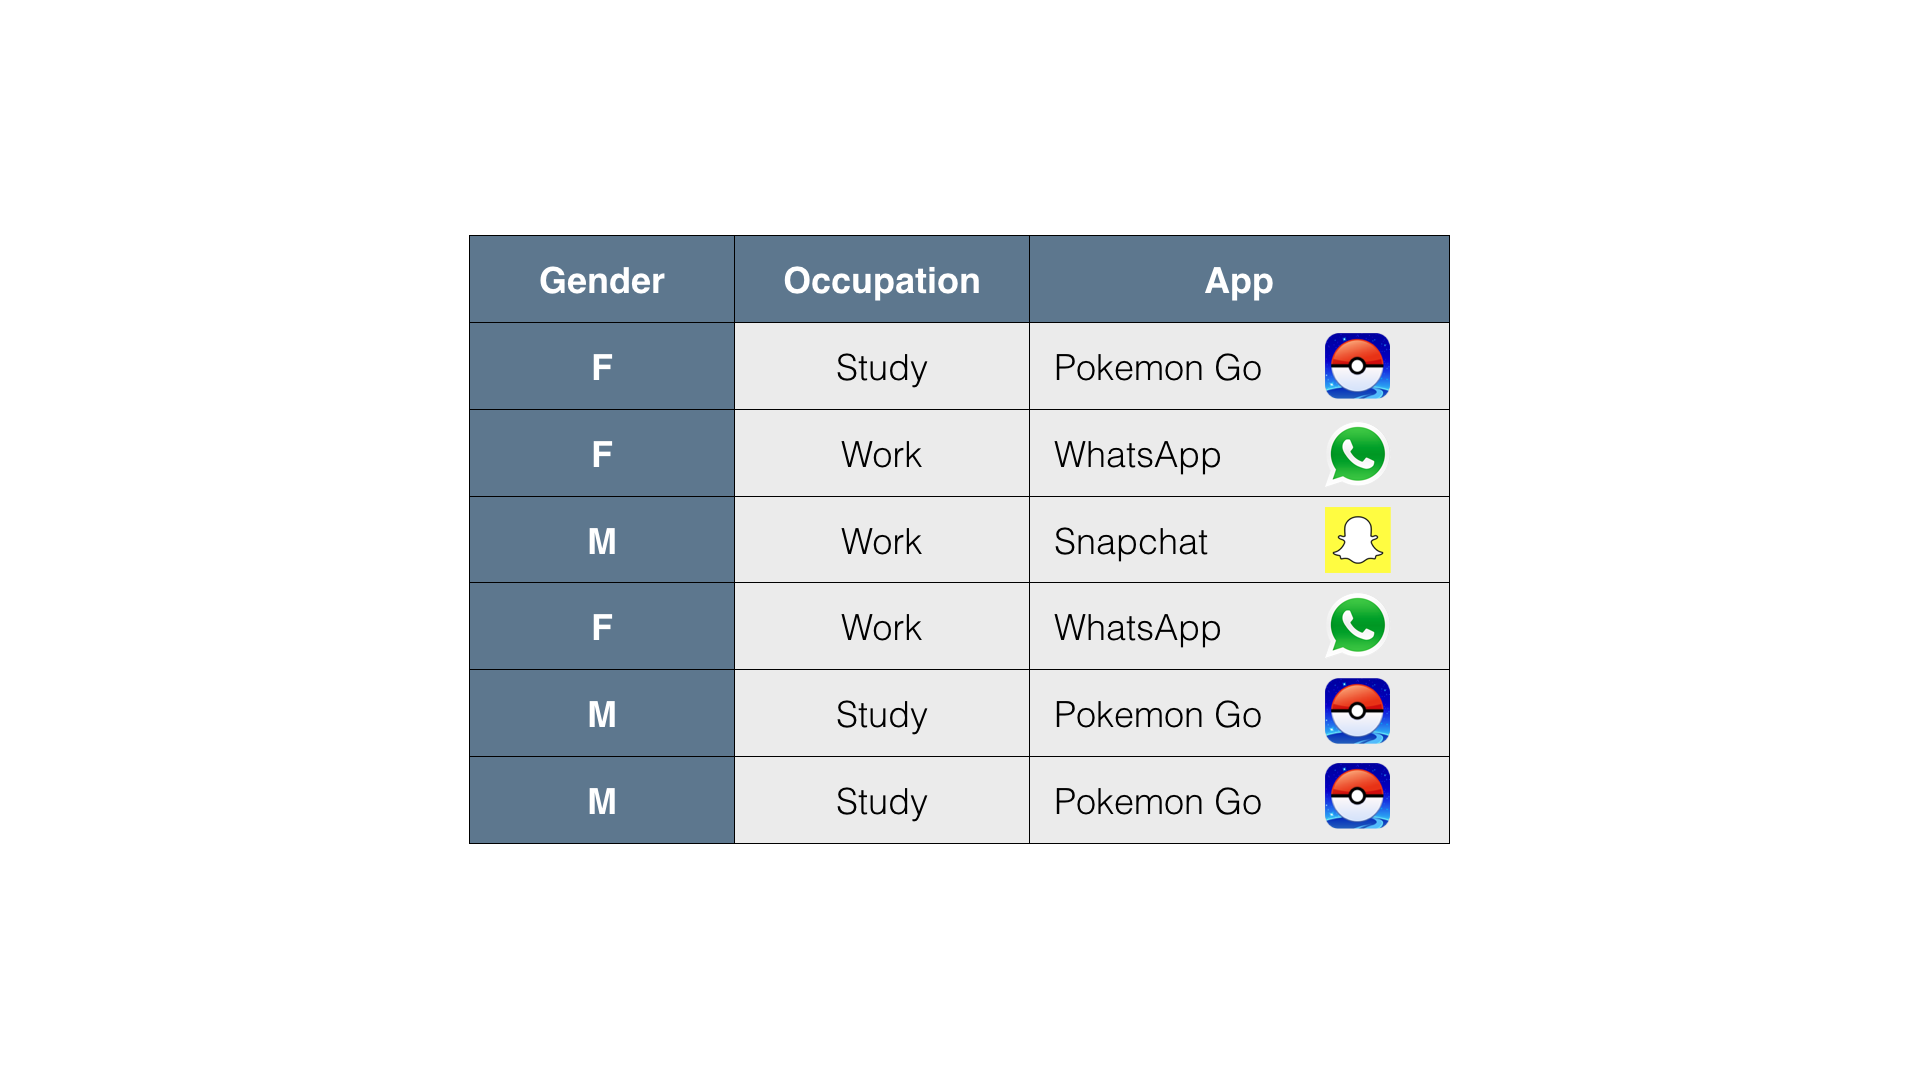 Gender Occupation App
F Study Pokemon Go
F Work WhatsApp
M Work Snapchat
F Work WhatsApp
M Study Pokemon Go
M Study Pokemon Go